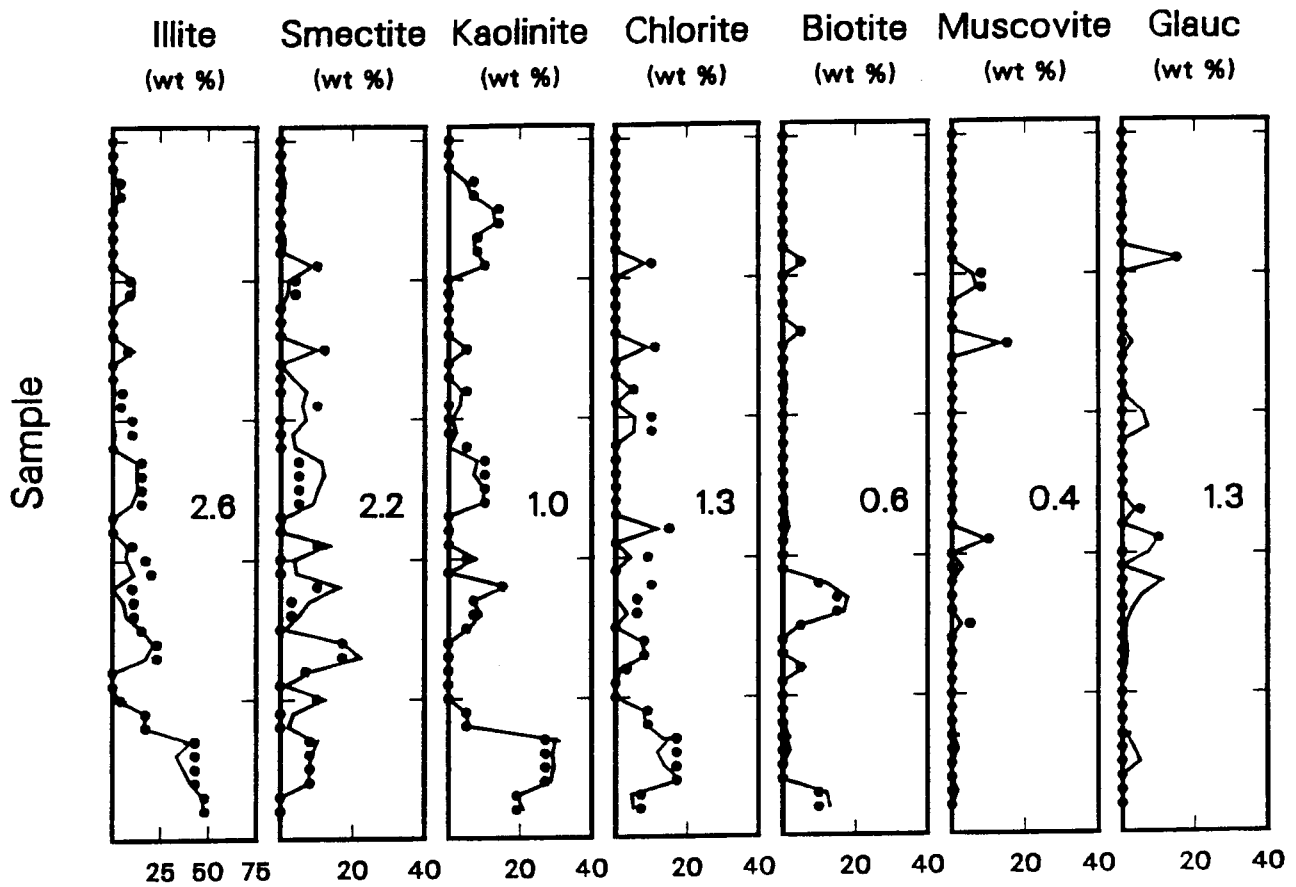 Illite Smectite Kaolinite Chlorite Biotite Muscovite Glauc
(wt %) (wt %) (wt %) (wt %) (wt %) (wt %) (wt %)
Sample
2.6 2.2 1.0 1.3 0.6 0.4 1.3
25 50 75 20 40 20 40 20 40 20 40 20 40 20 40